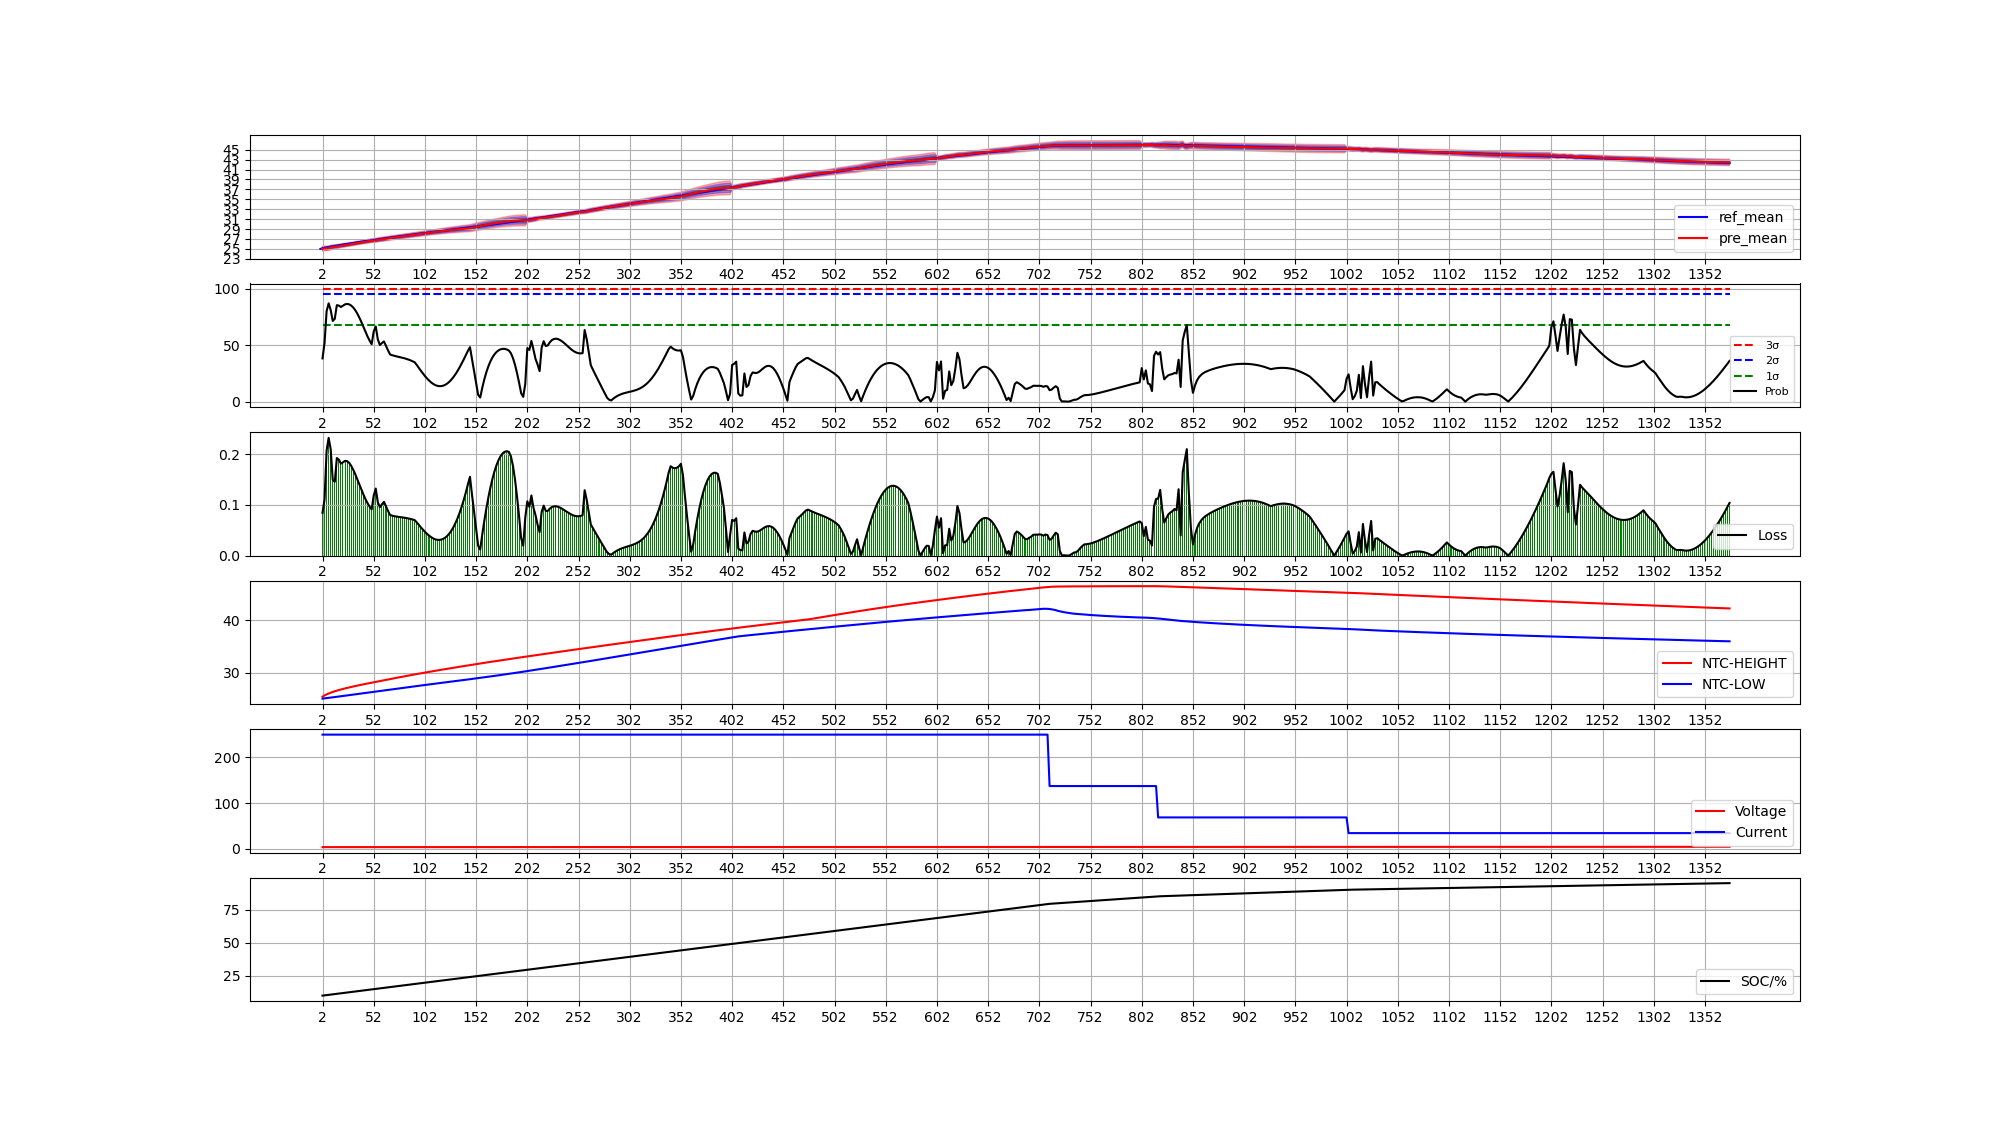 45
43
41
39
37
35
33
31
29
27
25
23
ref_mean
pre_mean
2 52 102 152 202 252 302 352 402 452 502 552 602 652 702 752 802 852 902 952 1002 1052 1102 1152 1202 1252 1302 1352
100
50
0
3σ
2σ
1σ
Prob
2 52 102 152 202 252 302 352 402 452 502 552 602 652 702 752 802 852 902 952 1002 1052 1102 1152 1202 1252 1302 1352
0.2
0.1
0.0
Loss
2 52 102 152 202 252 302 352 402 452 502 552 602 652 702 752 802 852 902 952 1002 1052 1102 1152 1202 1252 1302 1352
40
30
NTC-HEIGHT
NTC-LOW
2 52 102 152 202 252 302 352 402 452 502 552 602 652 702 752 802 852 902 952 1002 1052 1102 1152 1202 1252 1302 1352
200
100
0
Voltage
Current
2 52 102 152 202 252 302 352 402 452 502 552 602 652 702 752 802 852 902 952 1002 1052 1102 1152 1202 1252 1302 1352
75
50
25
SOC/%
2 52 102 152 202 252 302 352 402 452 502 552 602 652 702 752 802 852 902 952 1002 1052 1102 1152 1202 1252 1302 1352